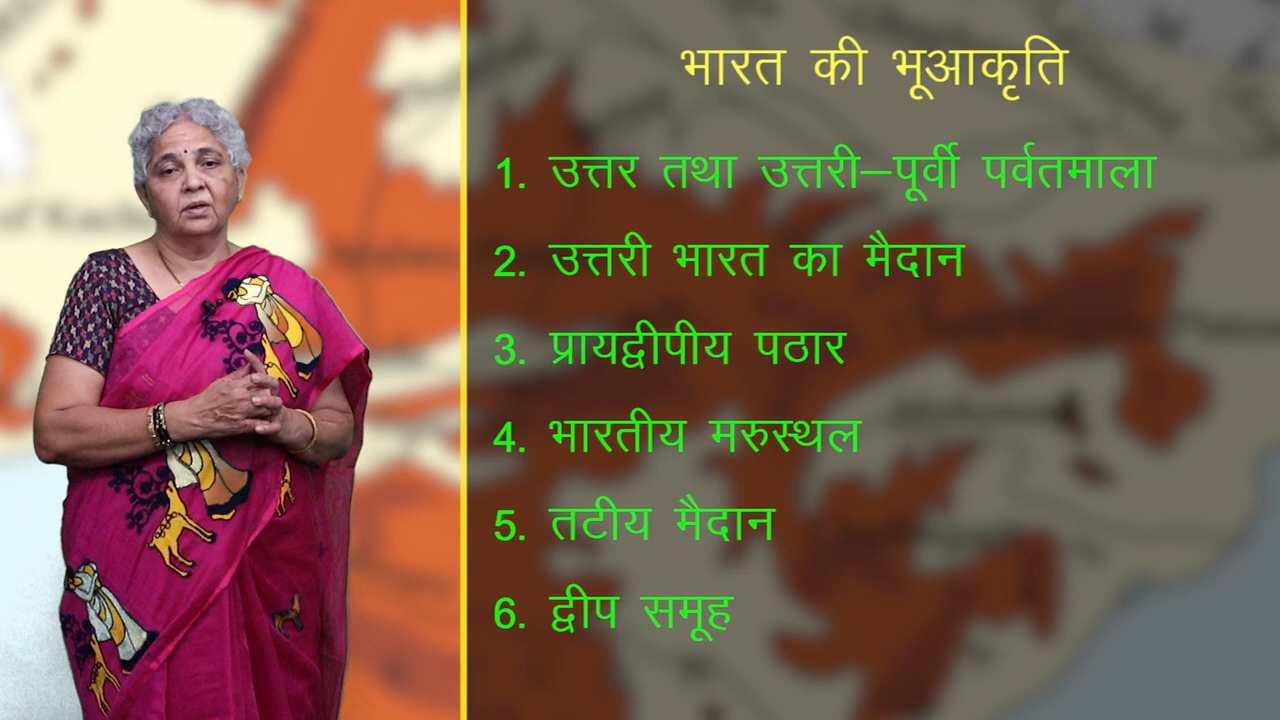 भारत की भूआकृति
1. उत्तर तथा उत्तरी–पूर्वी पर्वतमाला
2. उत्तरी भारत का मैदान
3. प्रायद्वीपीय पठार
4. भारतीय मरुस्थल
5. तटीय मैदान
6. द्वीप समूह